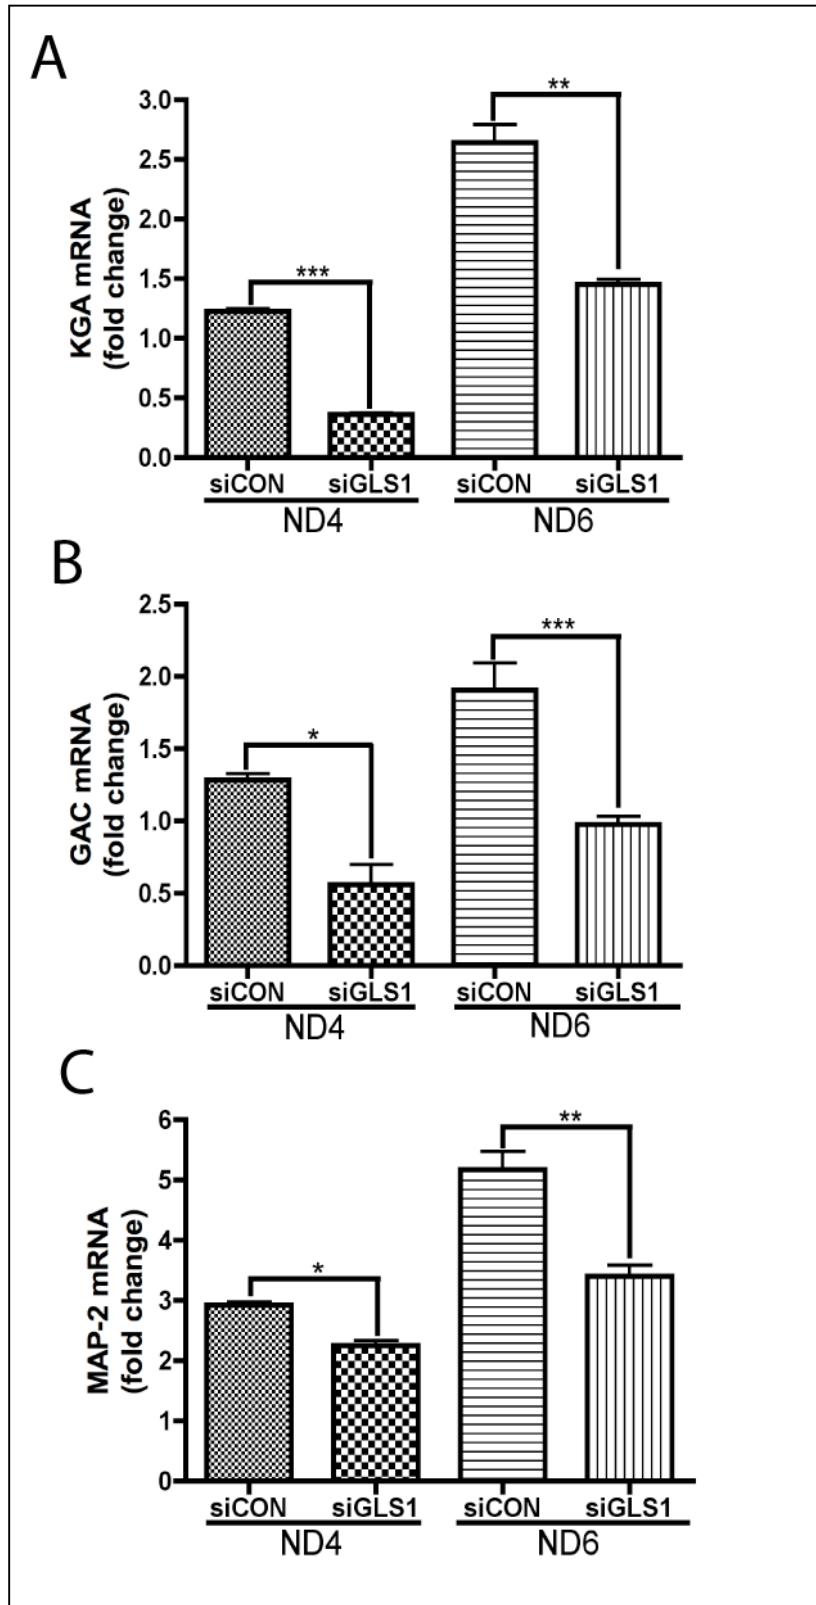 A
KGA mRNA
(fold change)
3.0
2.5
2.0
1.5
1.0
0.5
0.0
***
**
siCON siGLS1 siCON siGLS1
ND4 ND6
B
GAC mRNA
(fold change)
2.5
2.0
1.5
1.0
0.5
0.0
*
***
siCON siGLS1 siCON siGLS1
ND4 ND6
C
MAP-2 mRNA
(fold change)
6
5
4
3
2
1
0
*
**
siCON siGLS1 siCON siGLS1
ND4 ND6